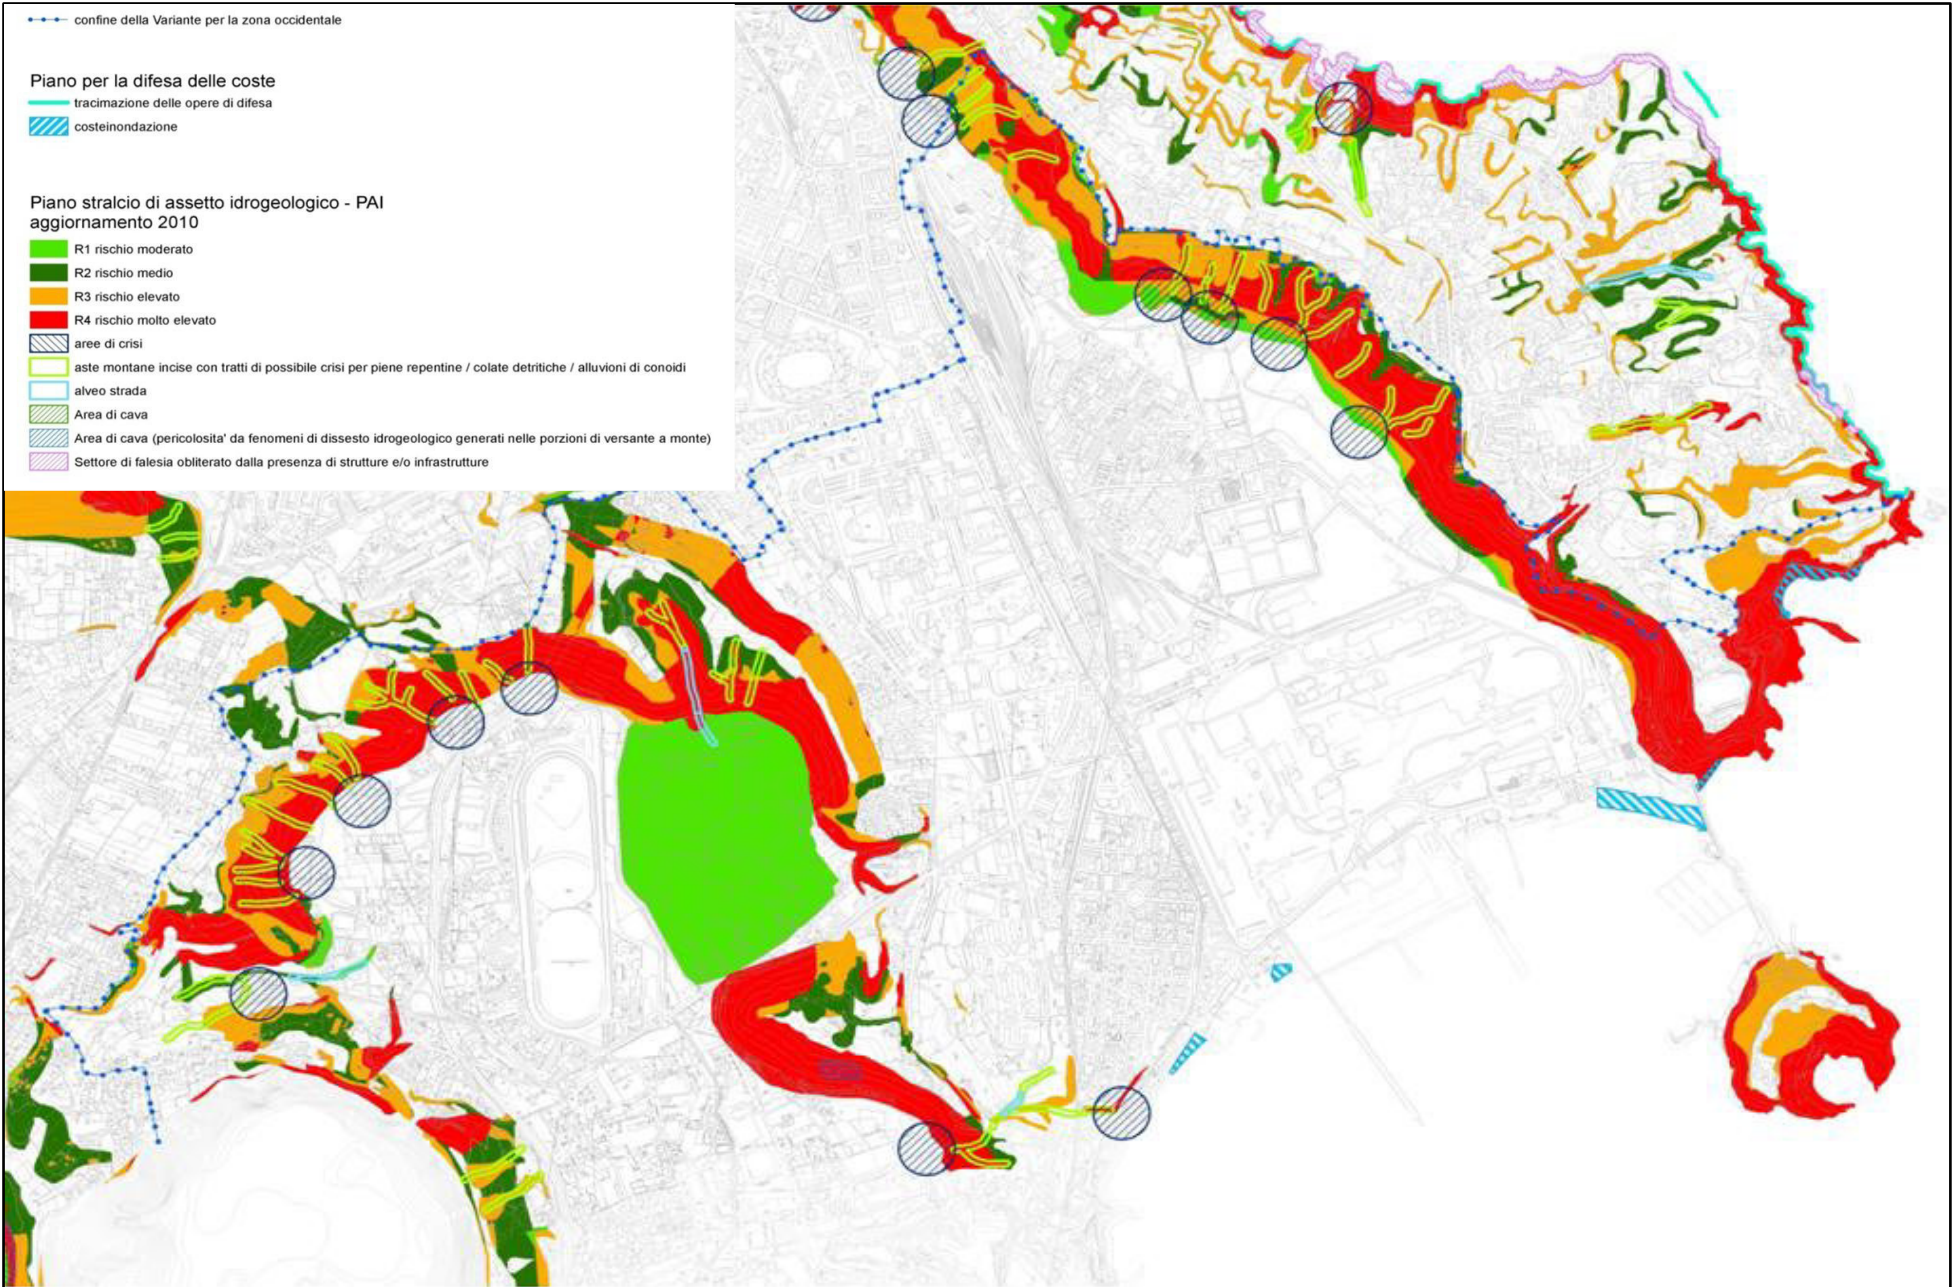 confine della Variante per la zona occidentale
Piano per la difesa delle coste
tracimazione delle opere di difesa
costeinondazione
Piano stralcio di assetto idrogeologico - PAI
aggiornamento 2010
R1 rischio moderato
R2 rischio medio
R3 rischio elevato
R4 rischio molto elevato
aree di crisi
aste montane incise con tratti di possibile crisi per piene repentine / colate detritiche / alluvioni di conoidi
alveo strada
Area di cava
Area di cava (pericolosita' da fenomeni di dissesto idrogeologico generati nelle porzioni di versante a monte)
Settore di falesia obliterato dalla presenza di strutture e/o infrastrutture